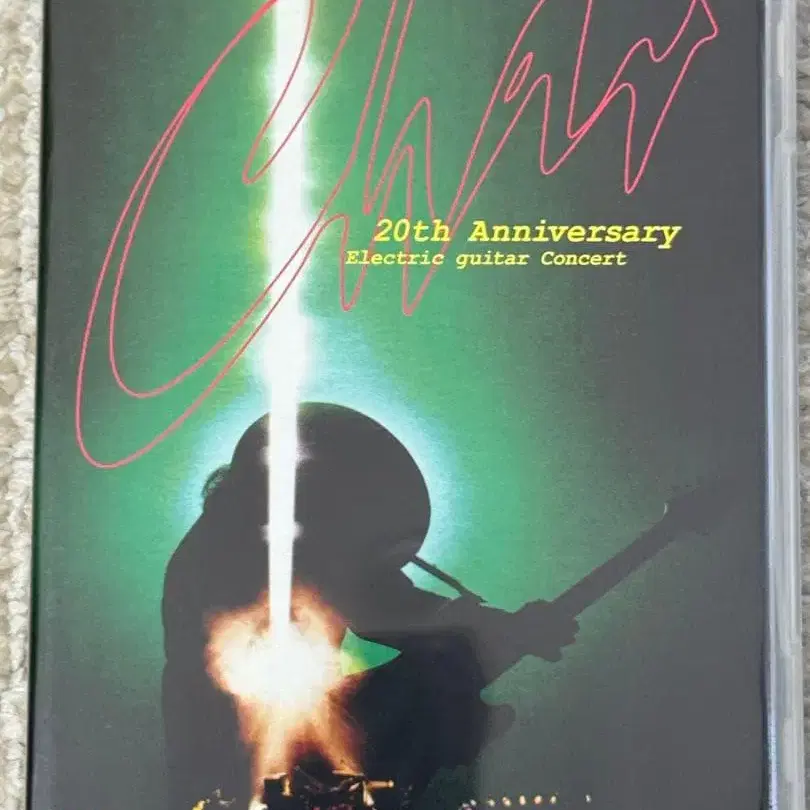 Char
20th Anniversary
Electric guitar Concert